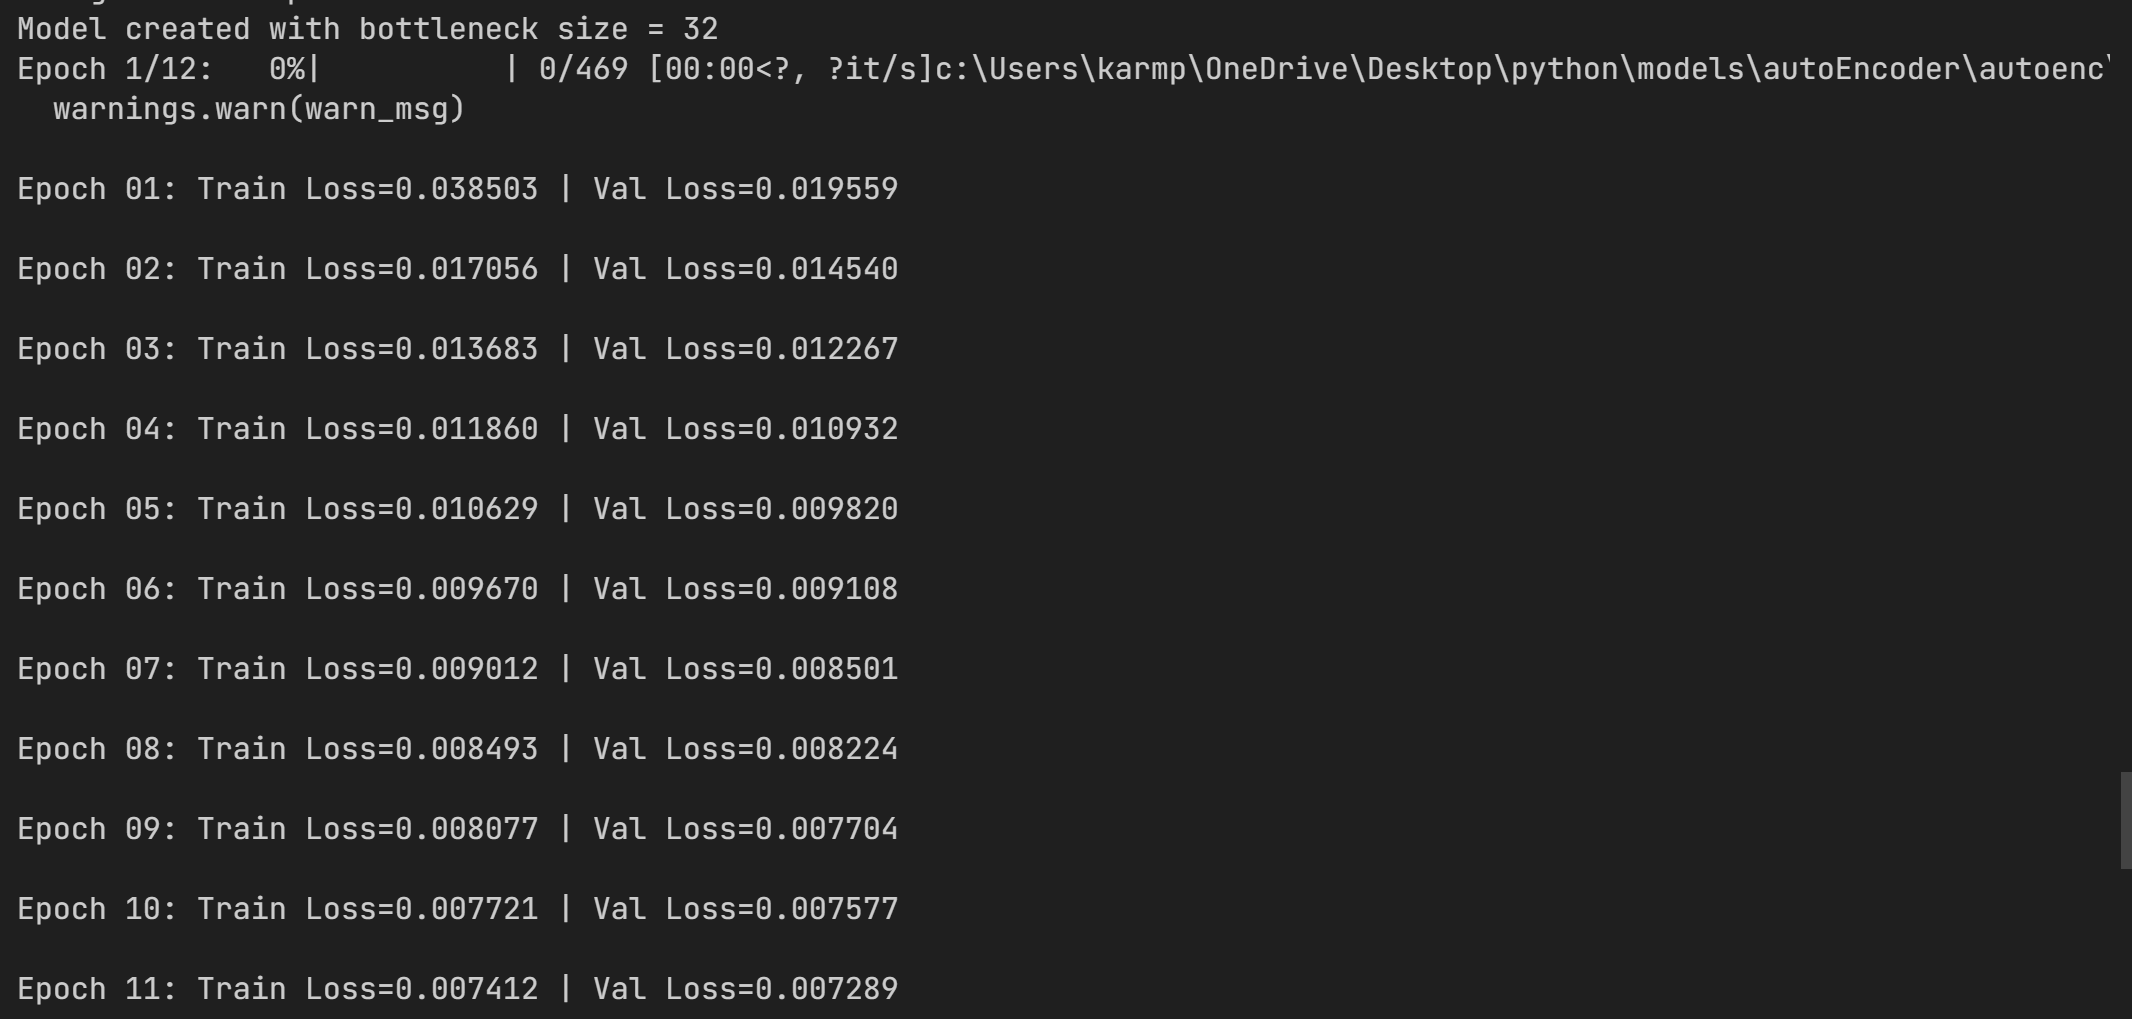 Model created with bottleneck size = 32
Epoch 1/12:   0%|          | 0/469 [00:00<?, ?it/s]c:\Users\karmp\OneDrive\Desktop\python\models\autoEncoder\autoenc\
  warnings.warn(warn_msg)
Epoch 01: Train Loss=0.038503 | Val Loss=0.019559
Epoch 02: Train Loss=0.017056 | Val Loss=0.014540
Epoch 03: Train Loss=0.013683 | Val Loss=0.012267
Epoch 04: Train Loss=0.011860 | Val Loss=0.010932
Epoch 05: Train Loss=0.010629 | Val Loss=0.009820
Epoch 06: Train Loss=0.009670 | Val Loss=0.009108
Epoch 07: Train Loss=0.009012 | Val Loss=0.008501
Epoch 08: Train Loss=0.008493 | Val Loss=0.008224
Epoch 09: Train Loss=0.008077 | Val Loss=0.007704
Epoch 10: Train Loss=0.007721 | Val Loss=0.007577
Epoch 11: Train Loss=0.007412 | Val Loss=0.007289